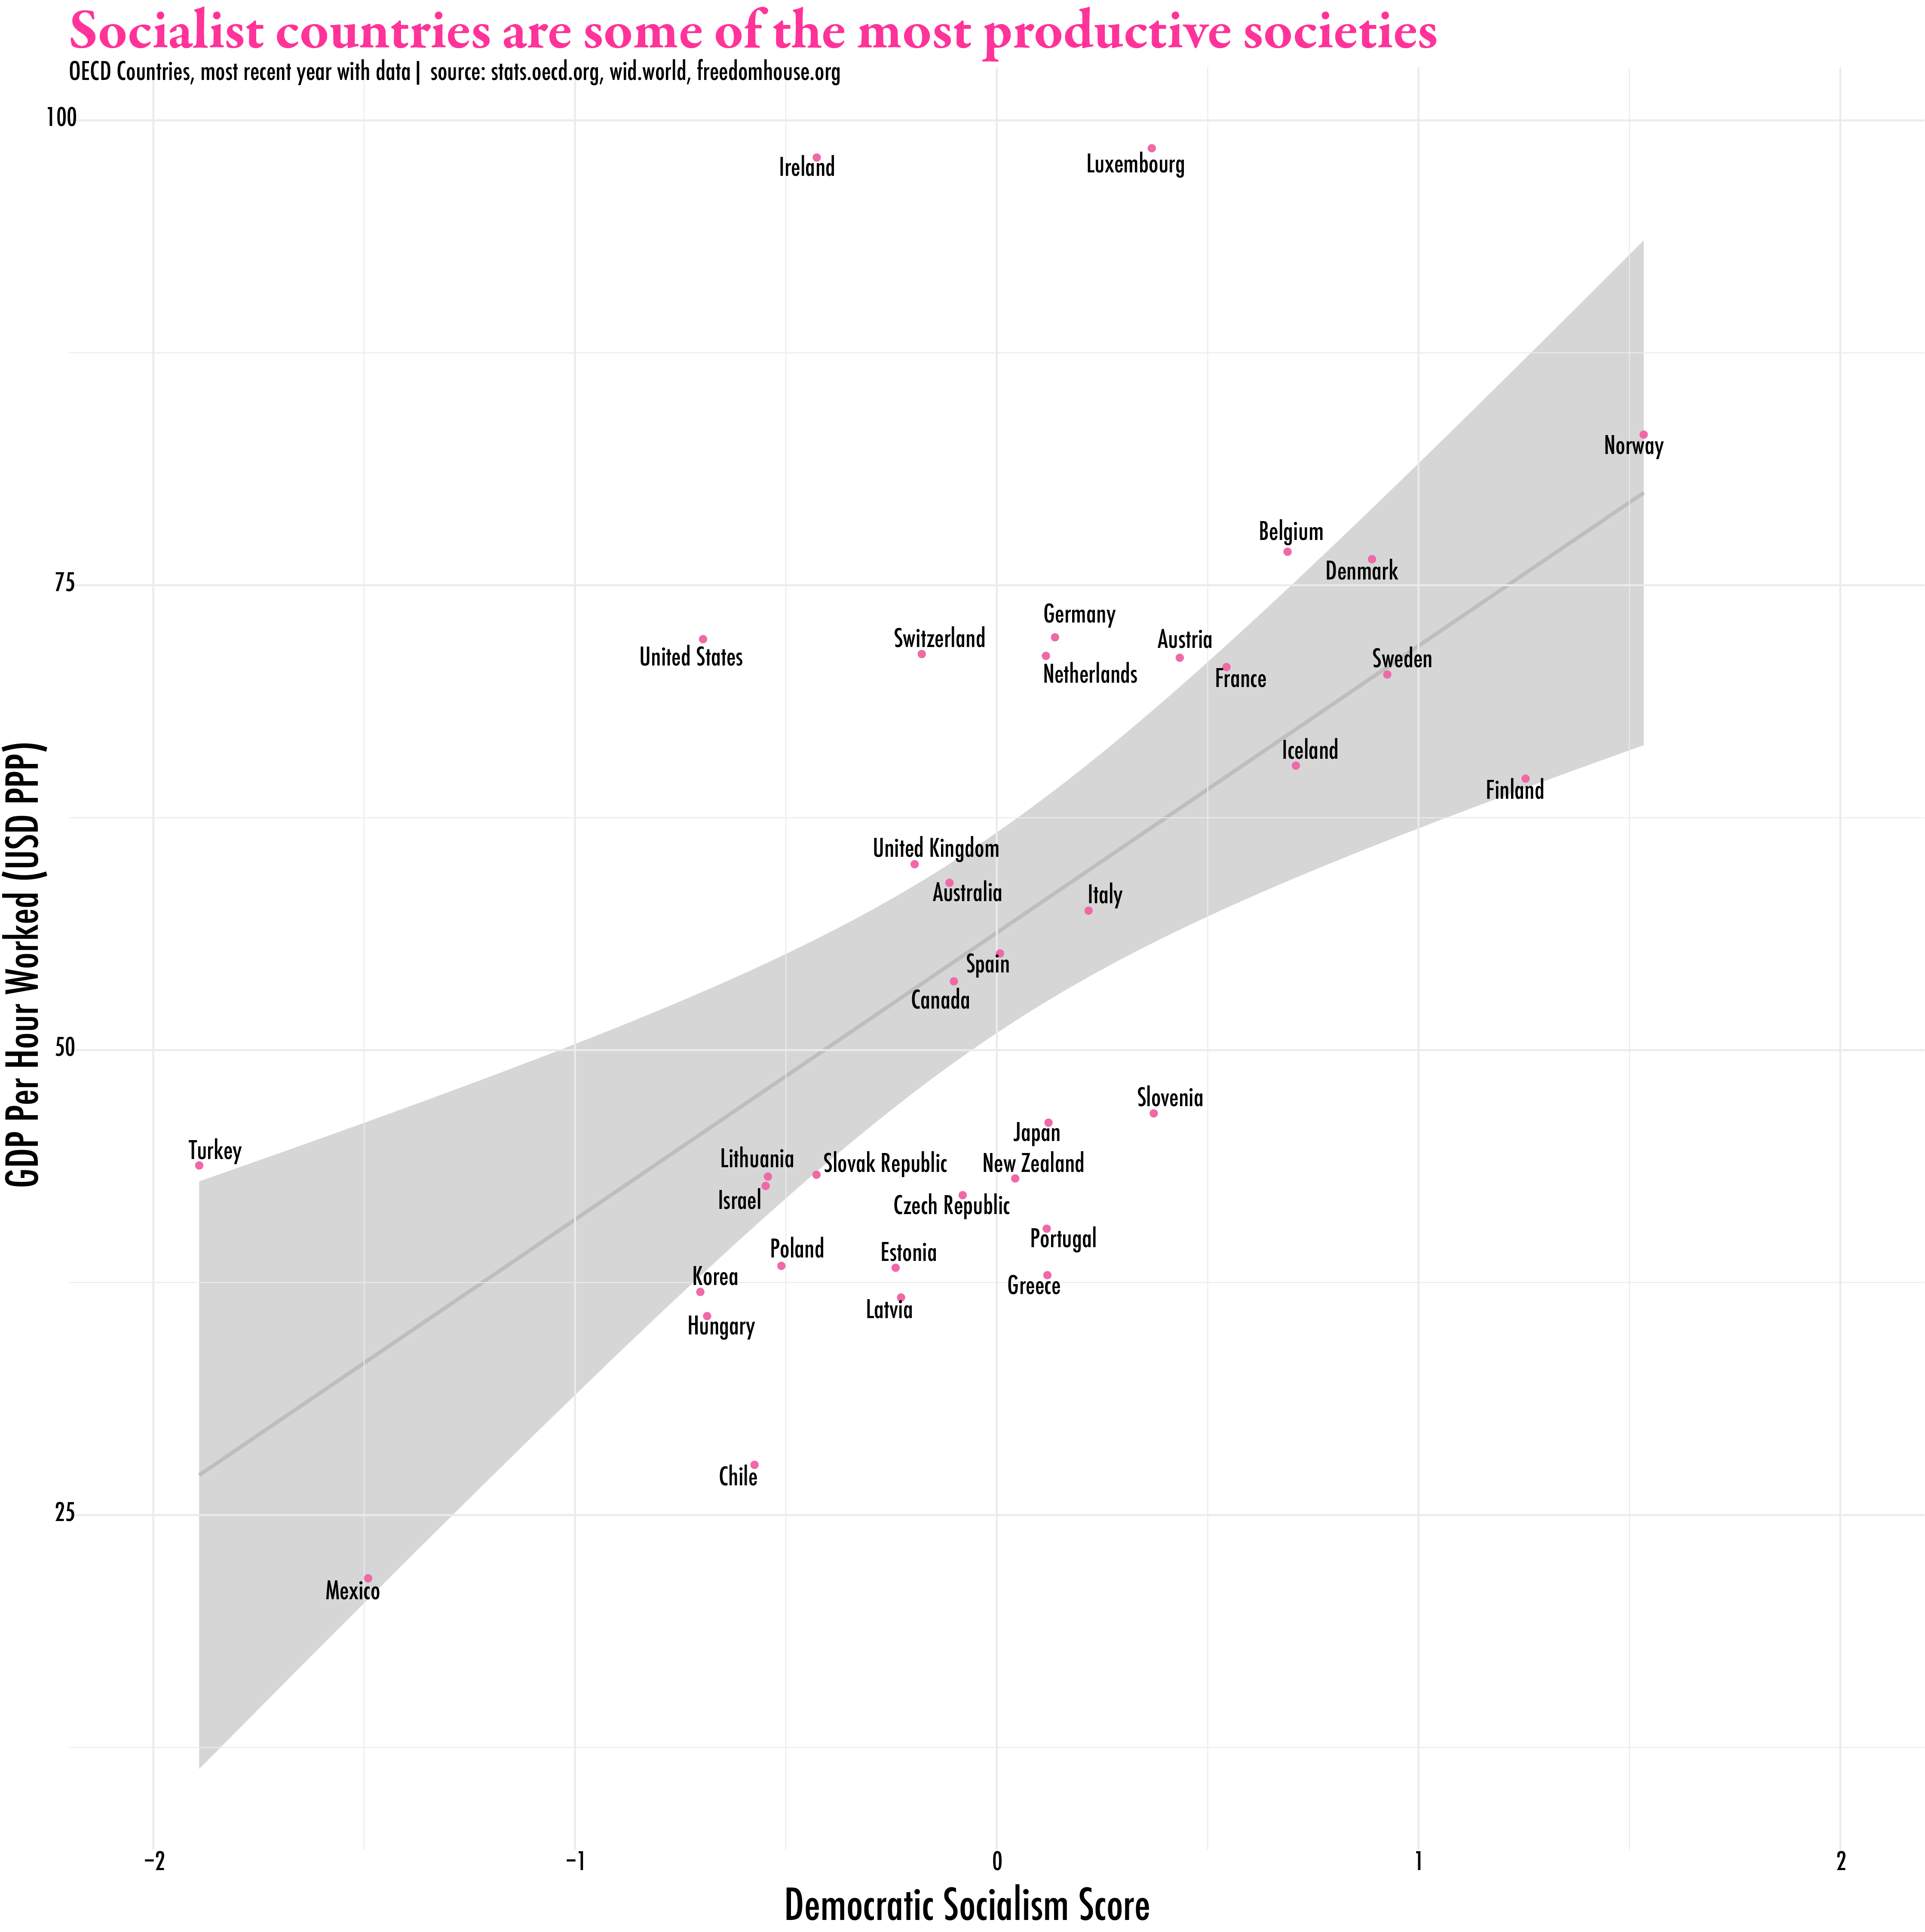 Socialist countries are some of the most productive societies
OECD Countries, most recent year with data| source: stats.oecd.org, wid.world, freedomhouse.org
100
Ireland
Luxembourg
Norway
Belgium
Denmark
75
Germany
Switzerland
Austria
United States
Netherlands
France
Sweden
Iceland
Finland
GDP Per Hour Worked (USD PPP)
United Kingdom
Australia
Italy
Spain
Canada
50
Slovenia
Japan
Turkey
Lithuania
Slovak Republic
New Zealand
Israel
Czech Republic
Portugal
Poland
Estonia
Korea
Greece
Latvia
Hungary
Chile
25
Mexico
−2
−1
0
1
2
Democratic Socialism Score